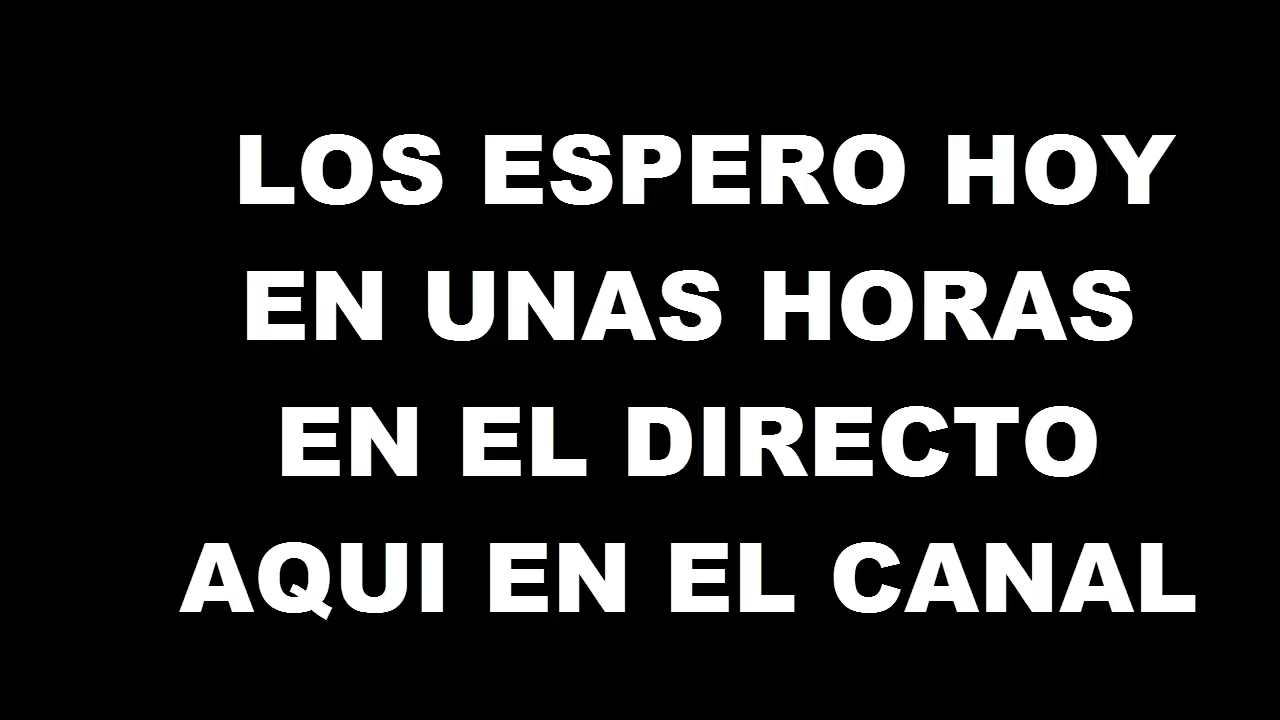 LOS ESPERO HOY
EN UNAS HORAS
EN EL DIRECTO
AQUI EN EL CANAL